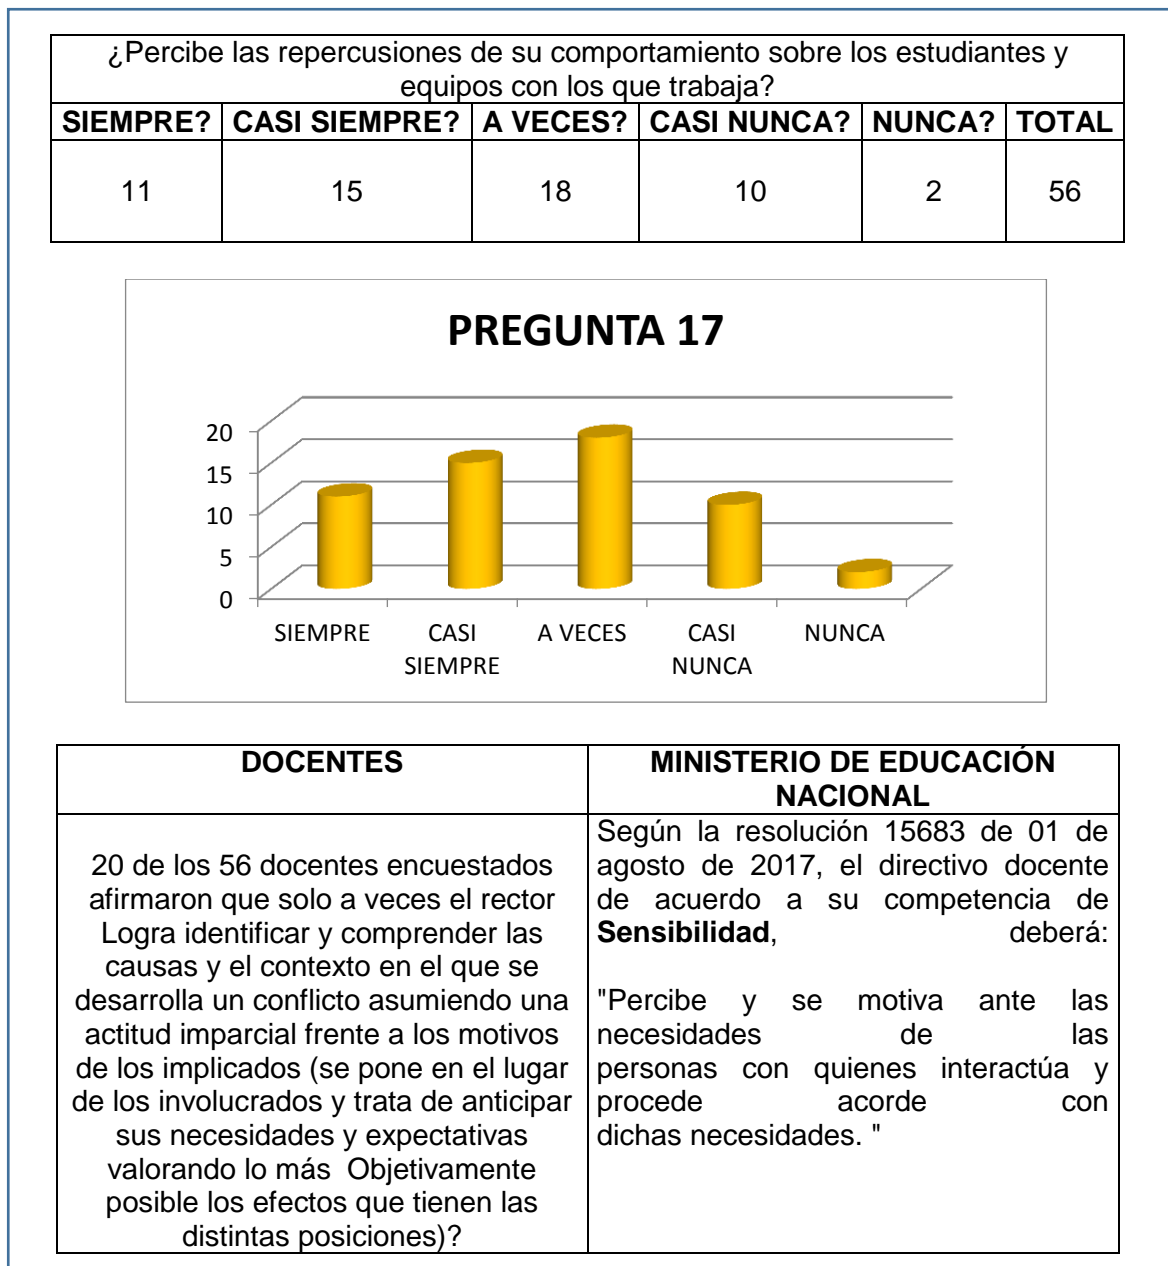 ¿Percibe las repercusiones de su comportamiento sobre los estudiantes y
equipos con los que trabaja?
SIEMPRE? CASI SIEMPRE? A VECES? CASI NUNCA? NUNCA? TOTAL
11 15 18 10 2 56
PREGUNTA 17
20
15
10
5
0
SIEMPRE CASI SIEMPRE A VECES CASI NUNCA NUNCA
DOCENTES
20 de los 56 docentes encuestados
afirmaron que solo a veces el rector
Logra identificar y comprender las
causas y el contexto en el que se
desarrolla un conflicto asumiendo una
actitud imparcial frente a los motivos
de los implicados (se pone en el lugar
de los involucrados y trata de anticipar
sus necesidades y expectativas
valorando lo más Objetivamente
posible los efectos que tienen las
distintas posiciones)?
MINISTERIO DE EDUCACIÓN
NACIONAL
Según la resolución 15683 de 01 de
agosto de 2017, el directivo docente
de acuerdo a su competencia de
Sensibilidad, deberá:
"Percibe y se motiva ante las
necesidades de las
personas con quienes interactúa y
procede acorde con
dichas necesidades. "